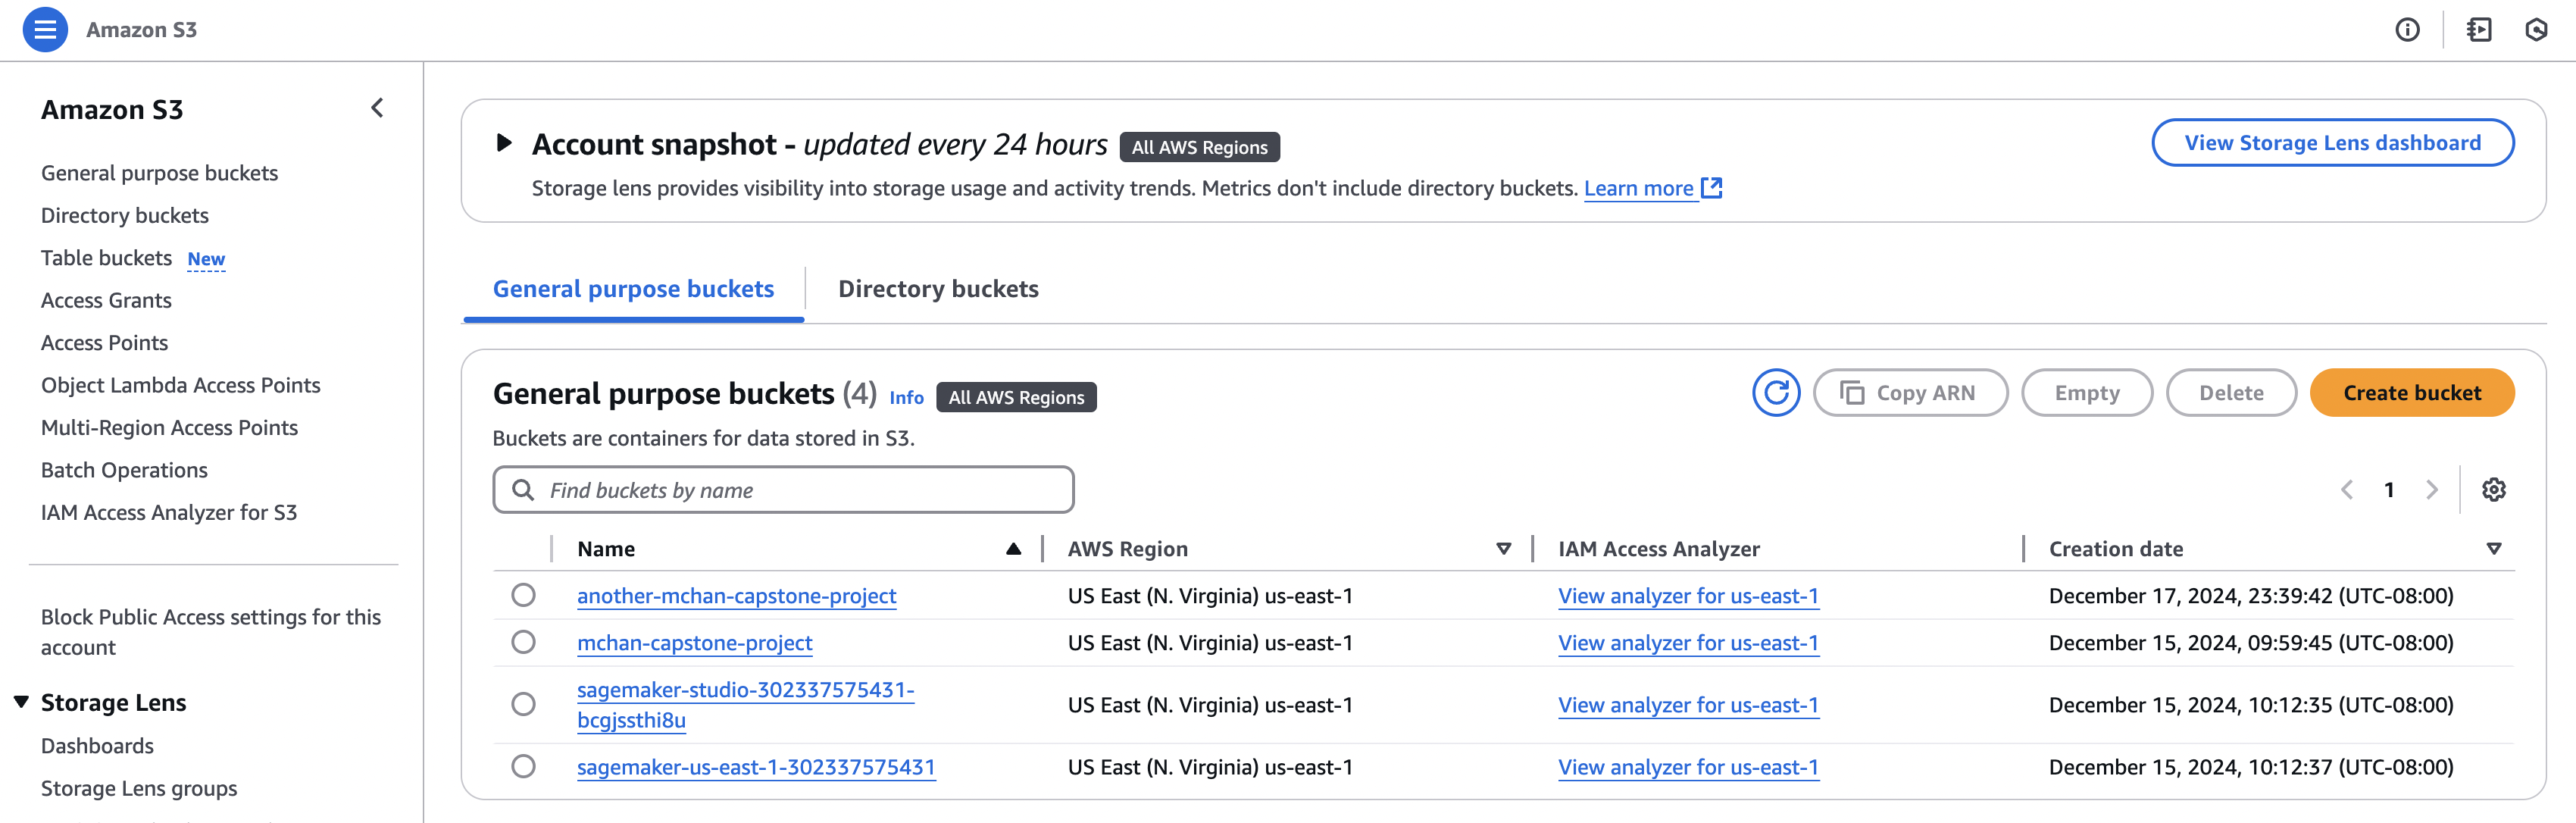 Amazon S3
Amazon S3
General purpose buckets
Directory buckets
Table buckets New
Access Grants
Access Points
Object Lambda Access Points
Multi-Region Access Points
Batch Operations
IAM Access Analyzer for S3
Block Public Access settings for this
account
Storage Lens
Dashboards
Storage Lens groups
Account snapshot - updated every 24 hours All AWS Regions
View Storage Lens dashboard
Storage lens provides visibility into storage usage and activity trends. Metrics don't include directory buckets. Learn more
General purpose buckets Directory buckets
General purpose buckets (4) Info All AWS Regions
Copy ARN Empty Delete Create bucket
Buckets are containers for data stored in S3.
Find buckets by name
1
Name AWS Region IAM Access Analyzer Creation date
another-mchan-capstone-project US East (N. Virginia) us-east-1 View analyzer for us-east-1 December 17, 2024, 23:39:42 (UTC-08:00)
mchan-capstone-project US East (N. Virginia) us-east-1 View analyzer for us-east-1 December 15, 2024, 09:59:45 (UTC-08:00)
sagemaker-studio-302337575431-
bcgjssthi8u US East (N. Virginia) us-east-1 View analyzer for us-east-1 December 15, 2024, 10:12:35 (UTC-08:00)
sagemaker-us-east-1-302337575431 US East (N. Virginia) us-east-1 View analyzer for us-east-1 December 15, 2024, 10:12:37 (UTC-08:00)